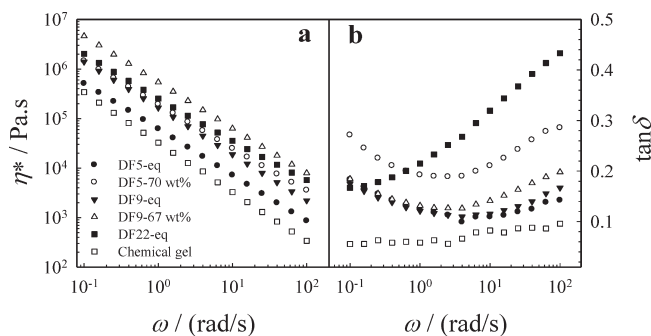 10^7
10^6
10^5
10^4
10^3
10^2
η* / Pa.s
a
DF5-eq
DF5-70 wt%
DF9-eq
DF9-67 wt%
DF22-eq
Chemical gel
10^-1 10^0 10^1 10^2
ω / (rad/s)
b
0.5
0.4
0.3
0.2
0.1
tanδ
10^-1 10^0 10^1 10^2
ω / (rad/s)